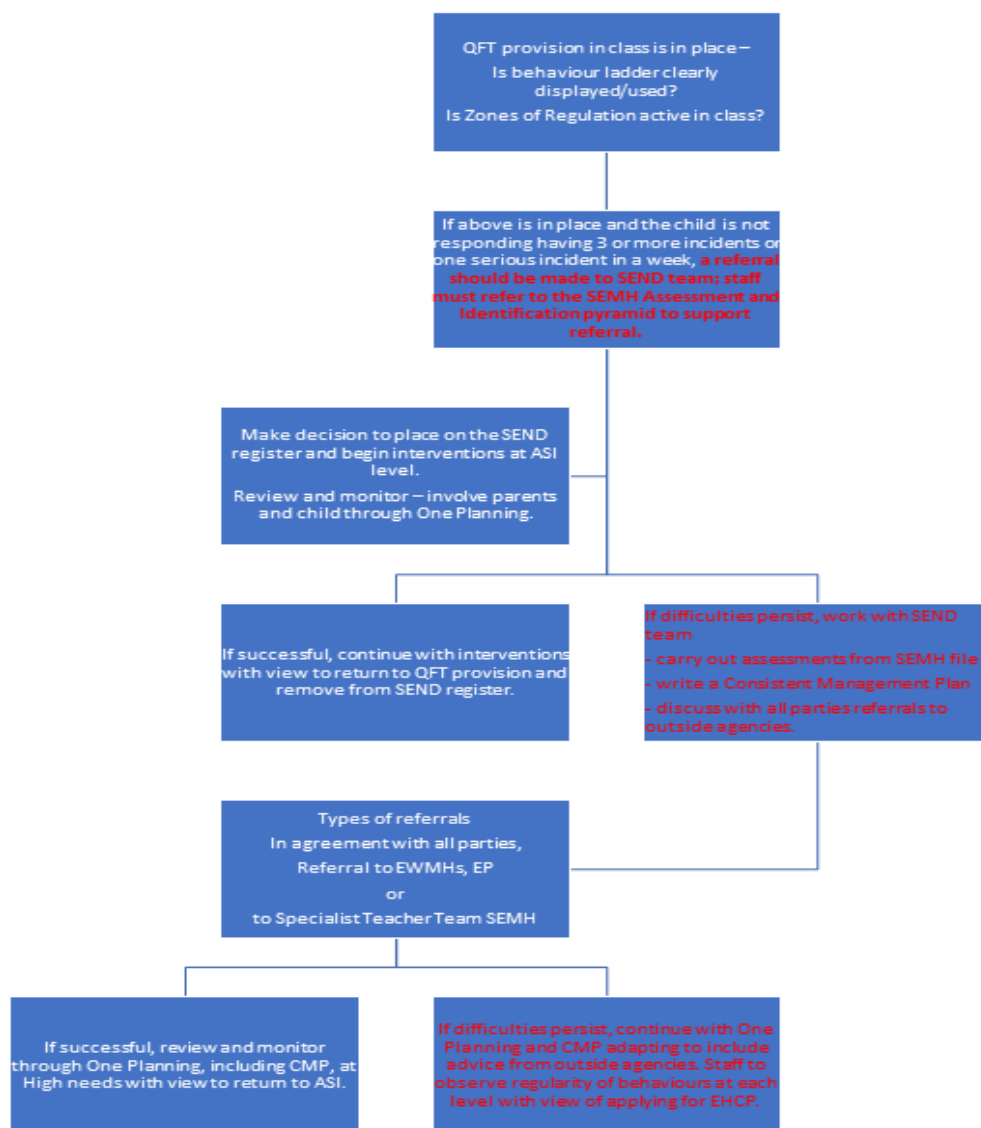 QFT provision in class is in place –
Is behaviour ladder clearly
displayed/used?
Is Zones of Regulation active in class?
If above is in place and the child is not
responding having 3 or more incidents or
one serious incident in a week, a referral
should be made to SEND team; staff
must refer to the SEMH Assessment and
Identification pyramid to support
referral.
Make decision to place on the SEND
register and begin interventions at ASI
level.
Review and monitor – involve parents
and child through One Planning.
If successful, continue with interventions
with view to return to QFT provision and
remove from SEND register.
If difficulties persist, work with SEND
team
- carry out assessments from SEMH file
- write a Consistent Management Plan
- discuss with all parties referrals to
outside agencies.
Types of referrals
In agreement with all parties,
Referral to EWMHs, EP
or
to Specialist Teacher Team SEMH
If successful, review and monitor
through One Planning, including CMP, at
High needs with view to return to ASI.
If difficulties persist, continue with One
Planning and CMP adapting to include
advice from outside agencies. Staff to
observe regularity of behaviours at each
level with view of applying for EHCP.